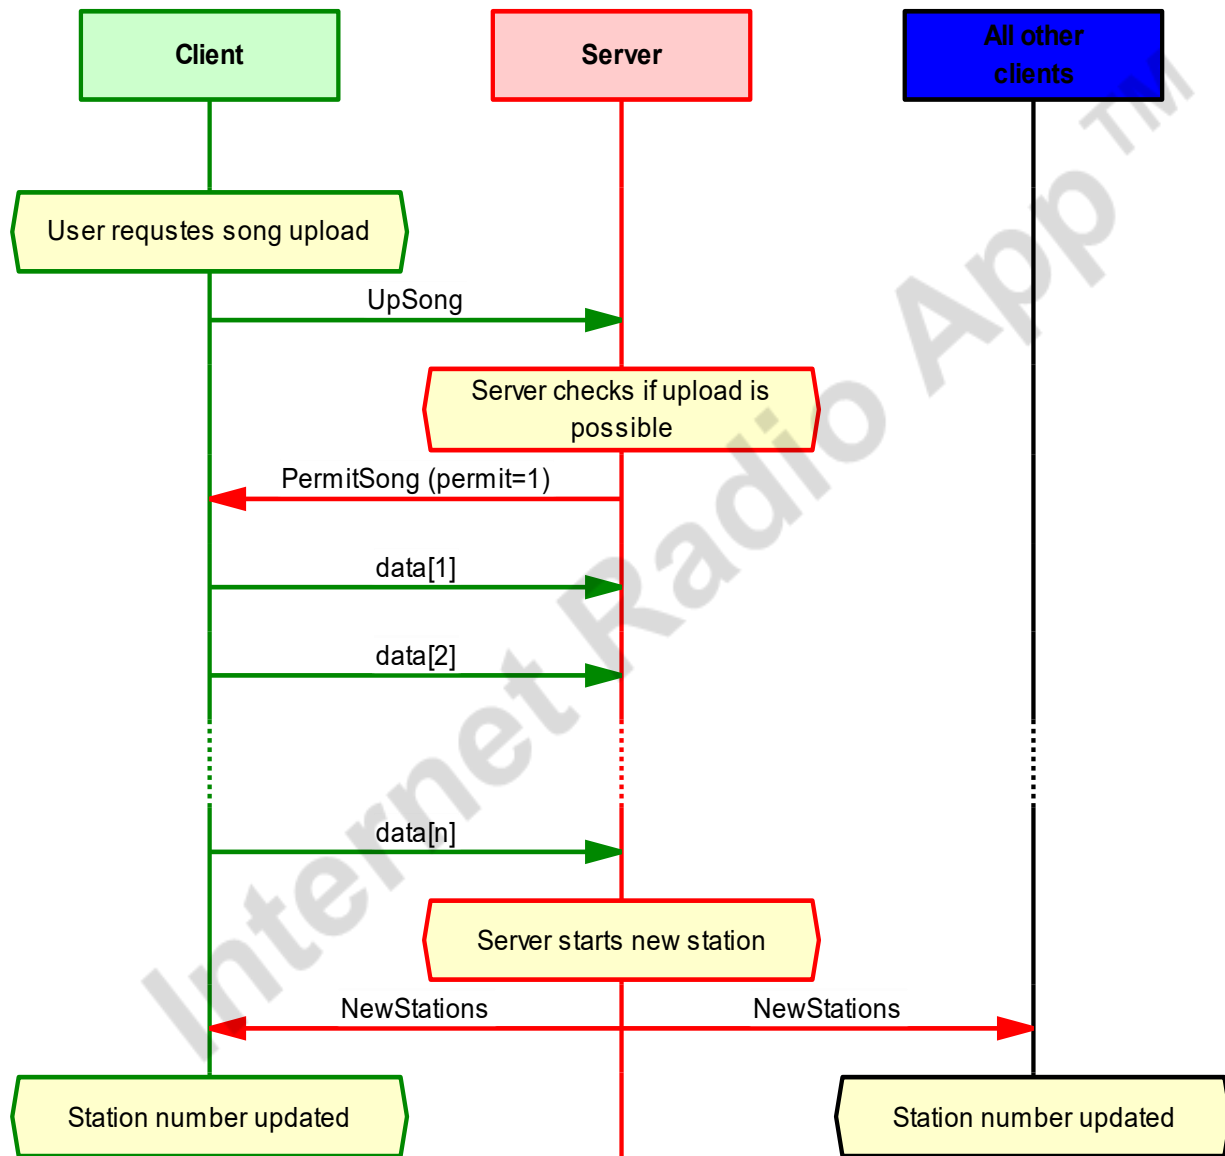 Client
Server
All other
clients
User requstes song upload
UpSong
Server checks if upload is
possible
PermitSong (permit=1)
data[1]
data[2]
data[n]
Server starts new station
NewStations
NewStations
Station number updated
Station number updated
Internet Radio App™